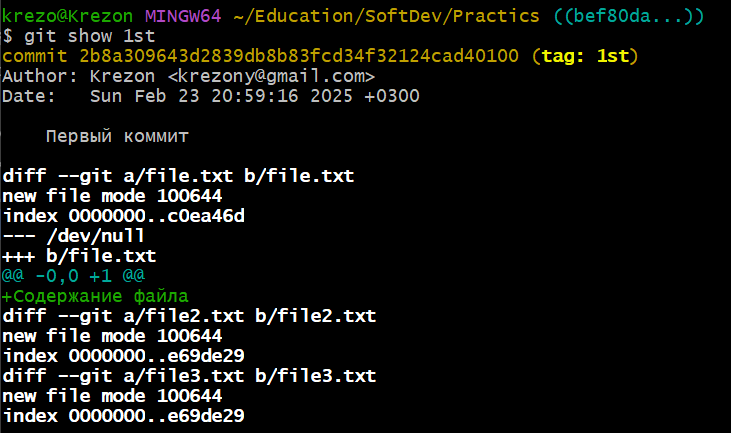 krezo@Krezon MINGW64 ~/Education/SoftDev/Practics ((bef80da...))
$ git show 1st
commit 2b8a309643d2839db8b83fcd34f32124cad40100 (tag: 1st)
Author: Krezon <krezony@gmail.com>
Date:   Sun Feb 23 20:59:16 2025 +0300

    Первый коммит

diff --git a/file.txt b/file.txt
new file mode 100644
index 0000000..c0ea46d
--- /dev/null
+++ b/file.txt
@@ -0,0 +1 @@
+Содержание файла
diff --git a/file2.txt b/file2.txt
new file mode 100644
index 0000000..e69de29
diff --git a/file3.txt b/file3.txt
new file mode 100644
index 0000000..e69de29